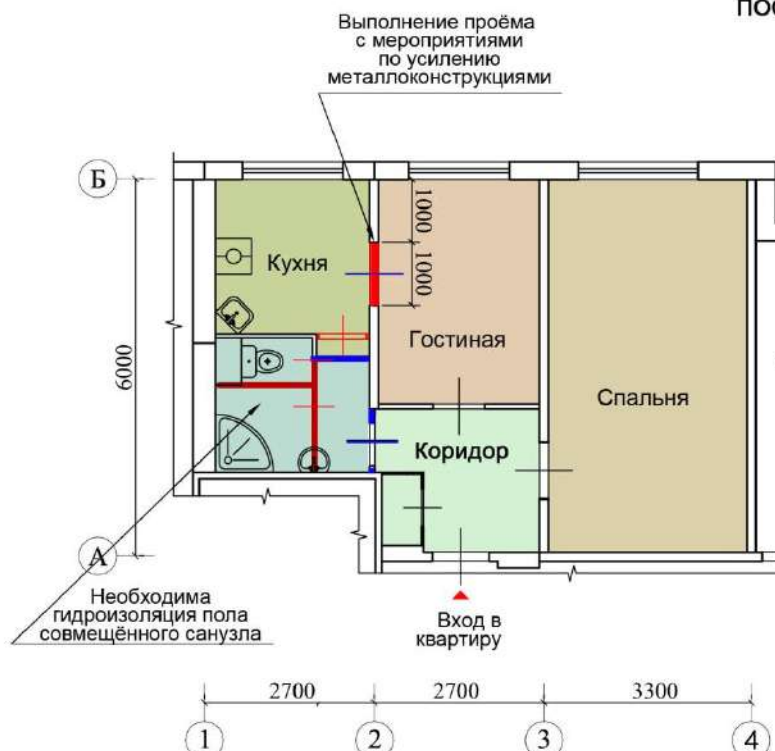 Выполнение проёма
с мероприятиями
по усилению
металлоконструкциями
Б
1000
1000
Кухня
Гостиная
6000
Спальня
Коридор
А
Необходима
гидроизоляция пола
совмещённого санузла
Вход в
квартиру
2700
2700
3300
1
2
3
4